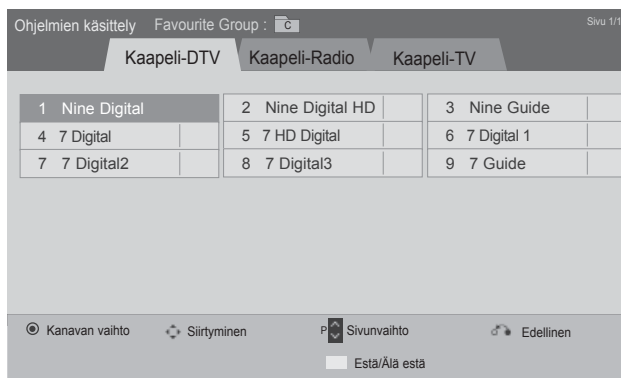 Ohjelmien käsittely Favourite Group : C Sivu 1/1
Kaapeli-DTV Kaapeli-Radio Kaapeli-TV
1 Nine Digital 2 Nine Digital HD 3 Nine Guide
4 7 Digital 5 7 HD Digital 6 7 Digital 1
7 7 Digital2 8 7 Digital3 9 7 Guide
Kanavan vaihto Siirtyminen P Sivunvaihto Edellinen
Estä/Älä estä